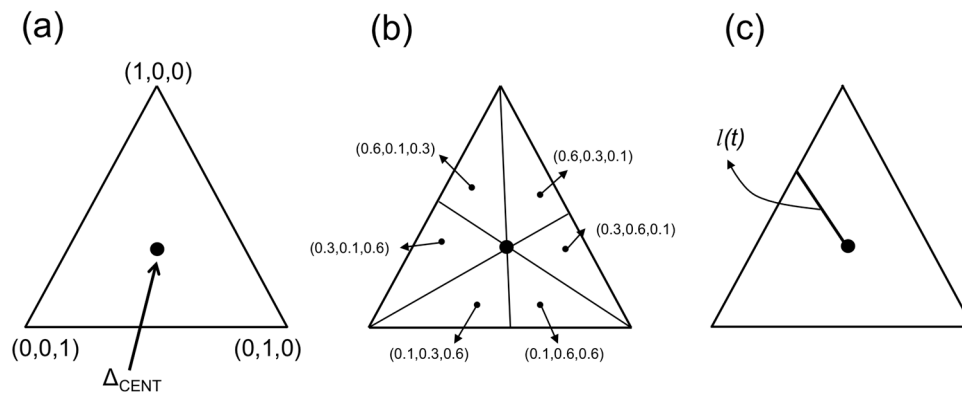 (a)
(1,0,0)
(0,0,1)
(0,1,0)
ΔCENT
(b)
(0.6,0.1,0.3)
(0.6,0.3,0.1)
(0.3,0.1,0.6)
(0.3,0.6,0.1)
(0.1,0.3,0.6)
(0.1,0.6,0.6)
(c)
l(t)